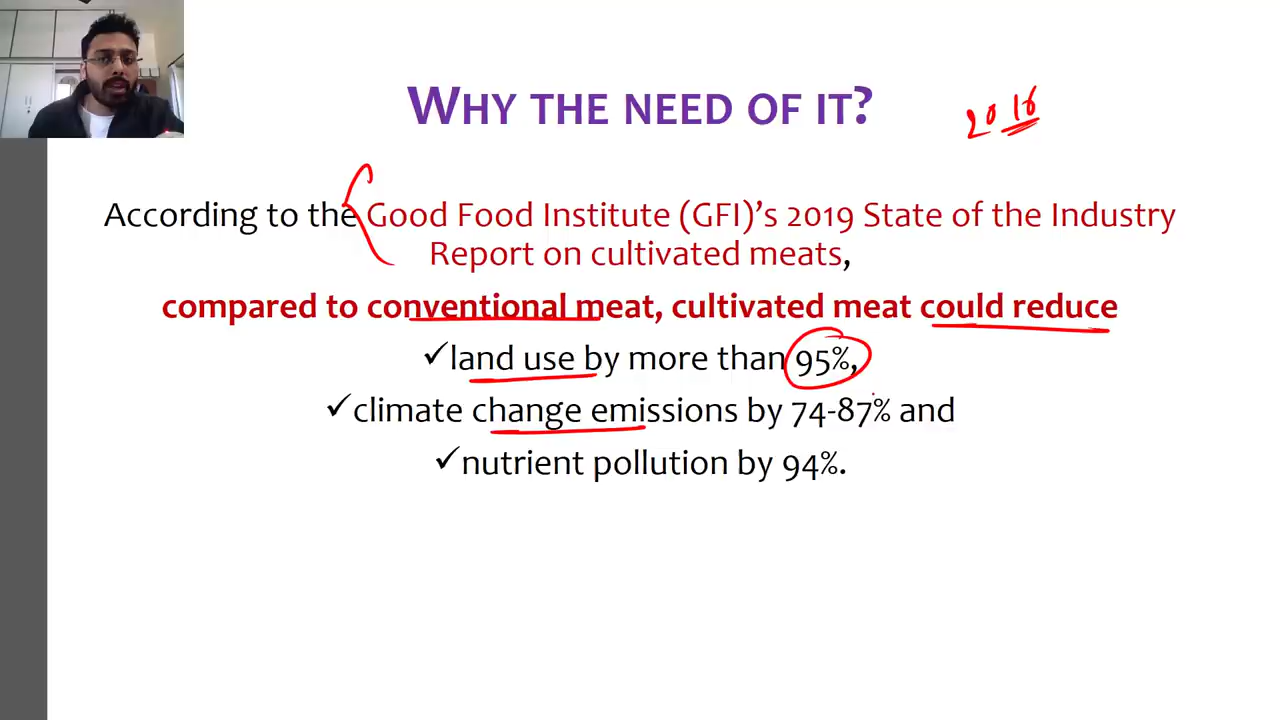 WHY THE NEED OF IT?
2016
According to the Good Food Institute (GFI)’s 2019 State of the Industry
Report on cultivated meats,
compared to conventional meat, cultivated meat could reduce
✓land use by more than 95%,
✓climate change emissions by 74-87% and
✓nutrient pollution by 94%.